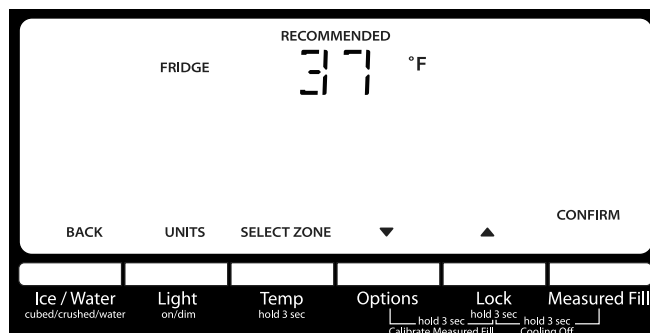 RECOMMENDED
FRIDGE 37 °F
CONFIRM
BACK UNITS SELECT ZONE ▼ ▲
Ice / Water Light Temp Options Lock Measured Fill
cubed/crushed/water on/dim hold 3 sec hold 3 sec
hold 3 sec hold 3 sec
Calibrate Measured Fill Cooling Off